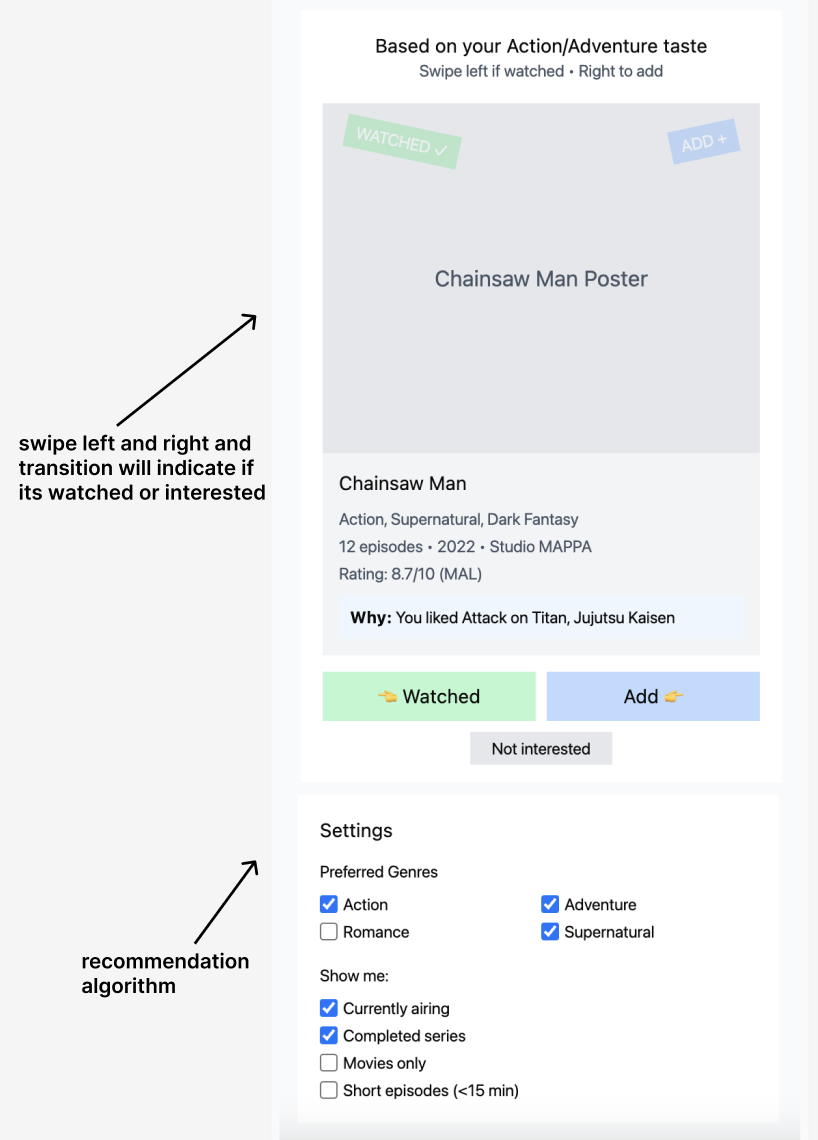 Based on your Action/Adventure taste
Swipe left if watched • Right to add
WATCHED ✓
ADD +
Chainsaw Man Poster
swipe left and right and
transition will indicate if
its watched or interested
Chainsaw Man
Action, Supernatural, Dark Fantasy
12 episodes • 2022 • Studio MAPPA
Rating: 8.7/10 (MAL)
Why: You liked Attack on Titan, Jujutsu Kaisen
👈 Watched
Add 👉
Not interested
Settings
Preferred Genres
Action
Adventure
Romance
Supernatural
recommendation
algorithm
Show me:
Currently airing
Completed series
Movies only
Short episodes (<15 min)